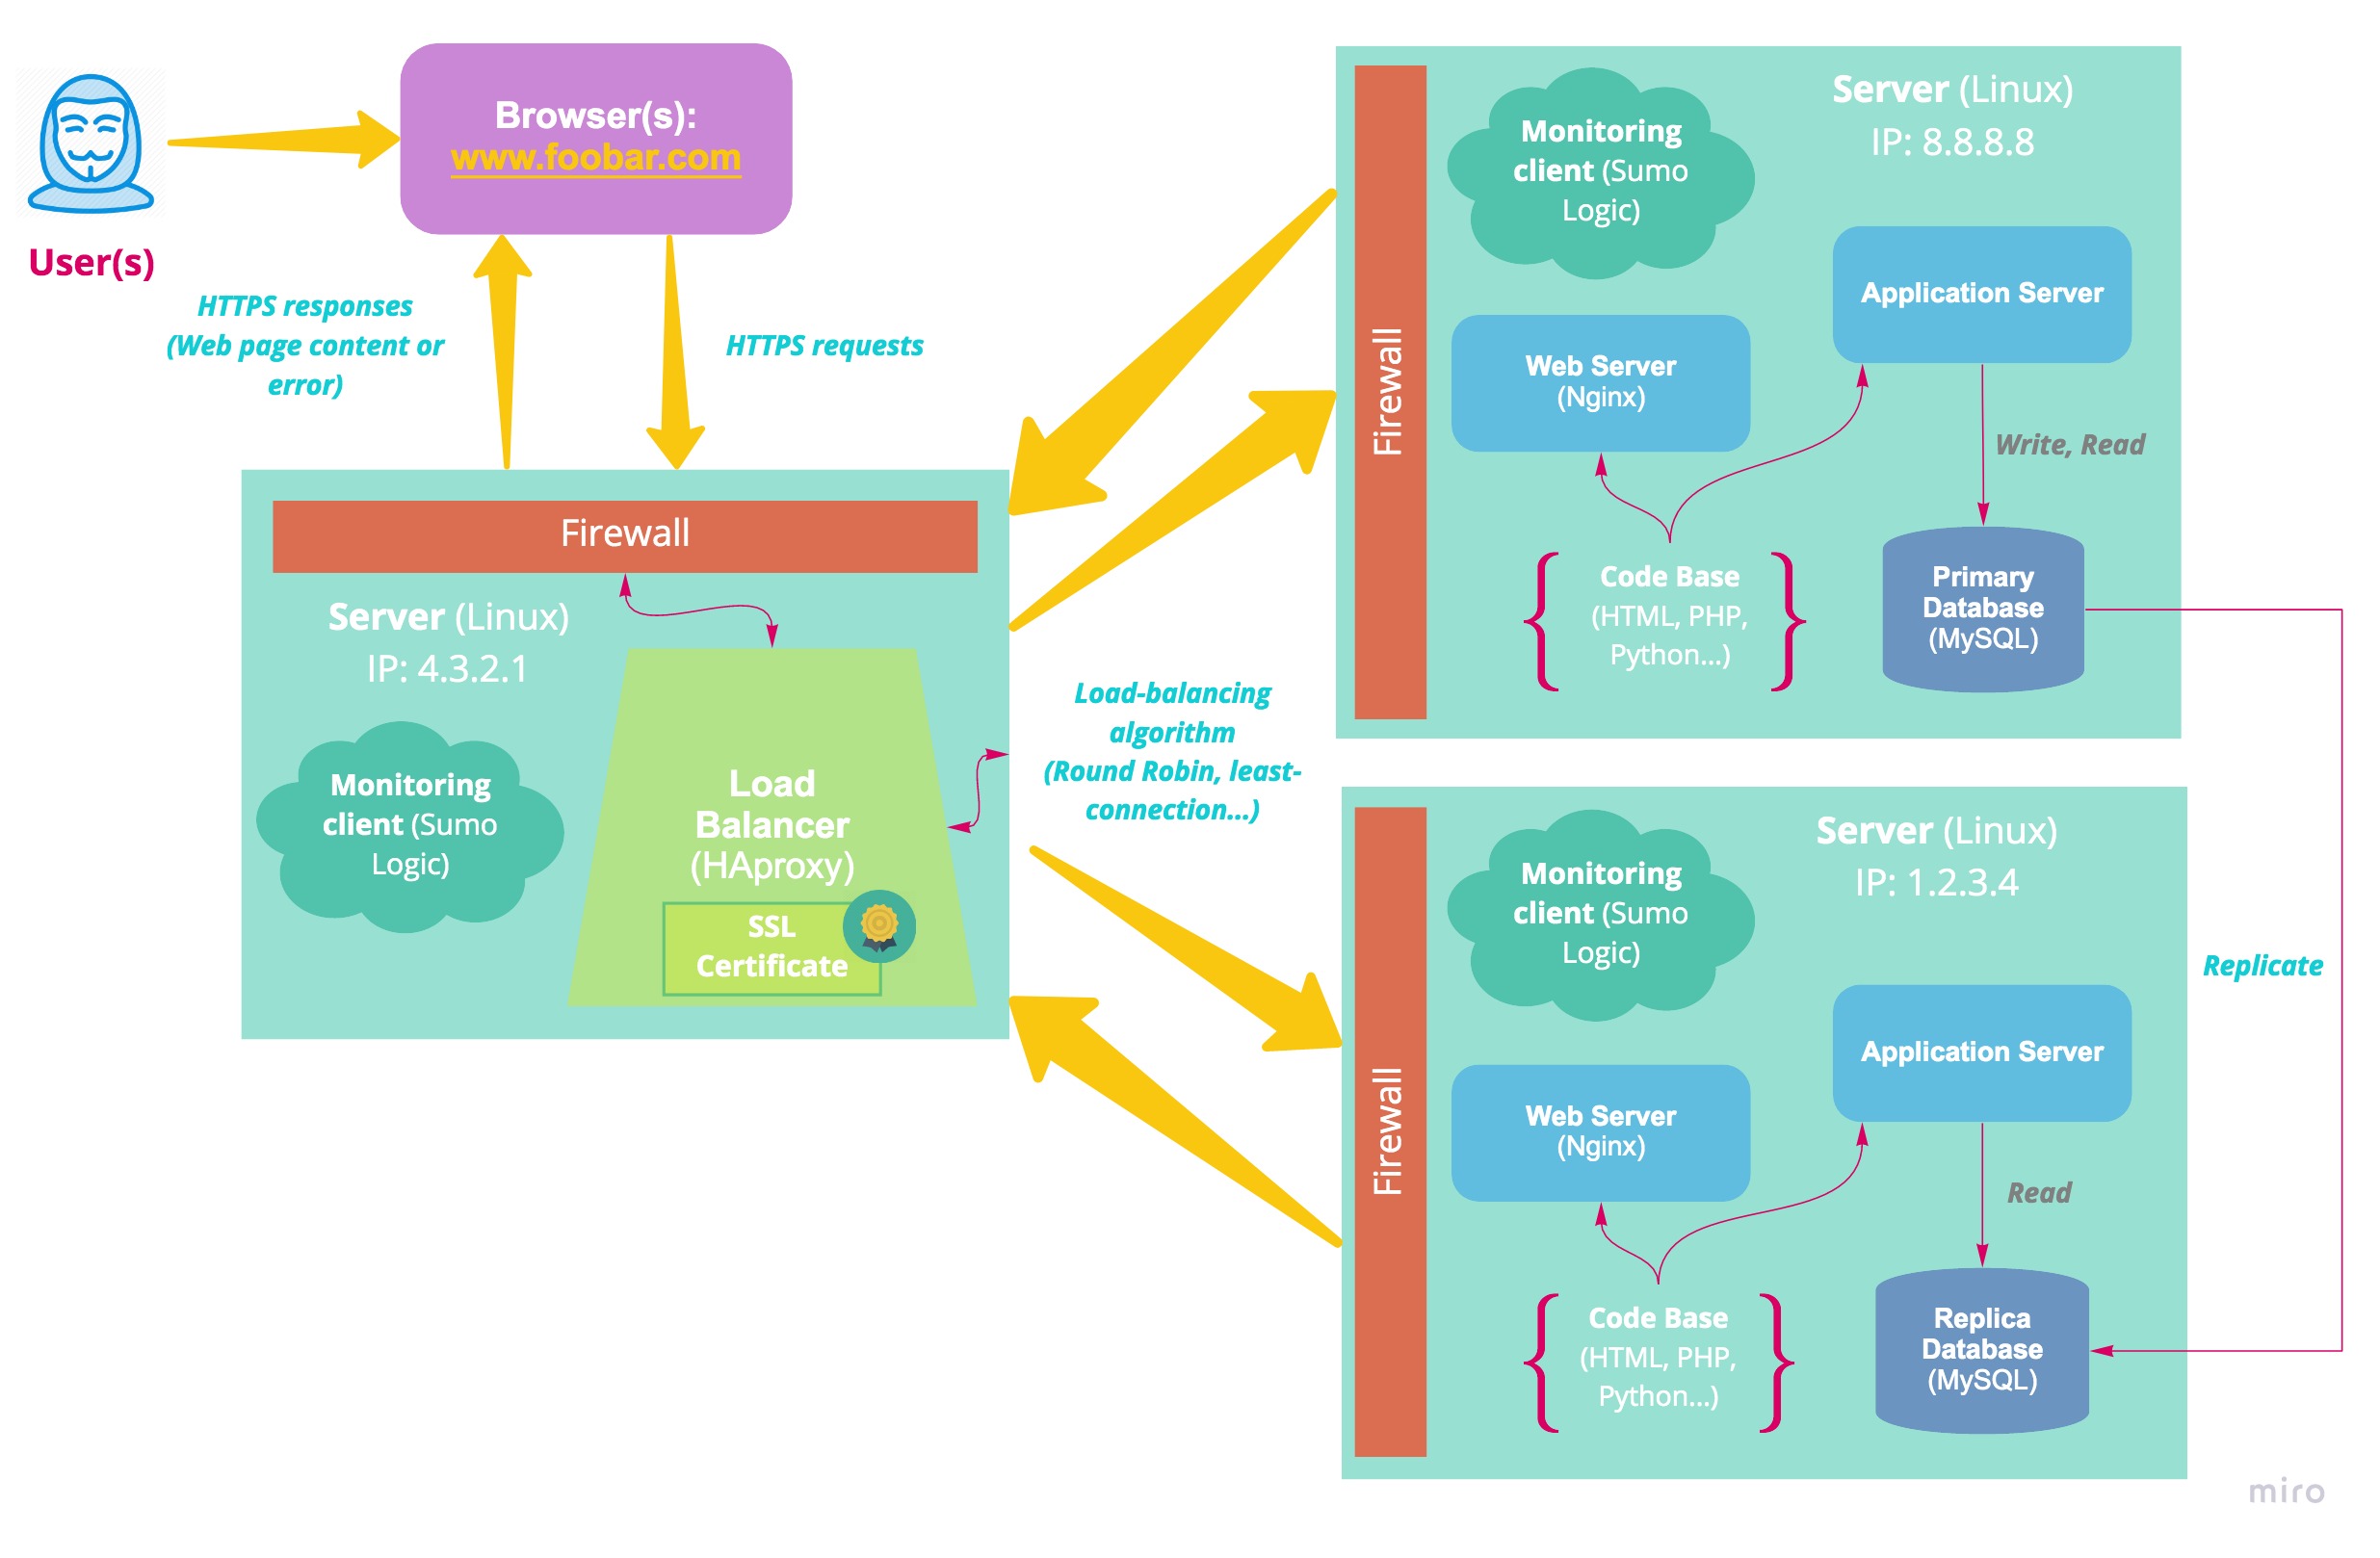 Browser(s):
www.foobar.com
User(s)
HTTPS responses
(Web page content or
error)
HTTPS requests
Firewall
Server (Linux)
IP: 4.3.2.1
Monitoring
client (Sumo
Logic)
Load
Balancer
(HAproxy)
SSL
Certificate
Load-balancing
algorithm
(Round Robin, least-
connection...)
Firewall
Monitoring
client (Sumo
Logic)
Server (Linux)
IP: 8.8.8.8
Application Server
Web Server
(Nginx)
Write, Read
Code Base
(HTML, PHP,
Python...)
Primary
Database
(MySQL)
Replicate
Firewall
Monitoring
client (Sumo
Logic)
Server (Linux)
IP: 1.2.3.4
Application Server
Web Server
(Nginx)
Read
Code Base
(HTML, PHP,
Python...)
Replica
Database
(MySQL)
miro